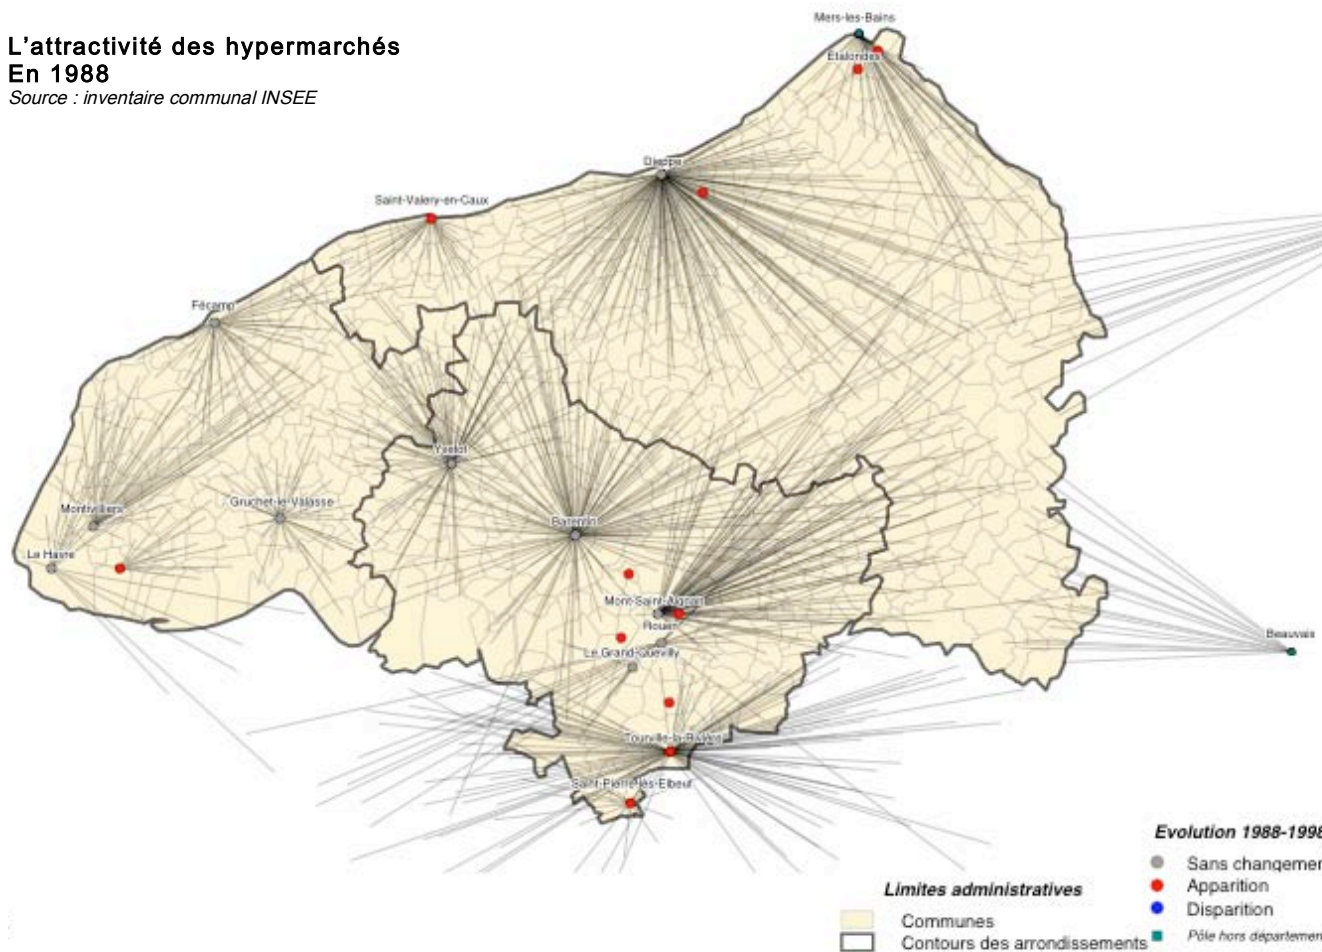 L'attractivité des hypermarchés
En 1988
Source : inventaire communal INSEE
Mers-les-Bains
Etalondes
Dieppe
Saint-Valery-en-Caux
Fécamp
Yvetot
Gruchet-le-Valasse
Montivilliers
Le Havre
Barentin
Mont-Saint-Aignan
Rouen
Le Grand-Quevilly
Beauvais
Tourville-la-Rivière
Saint-Pierre-lès-Elbeuf
Evolution 1988-1998
Sans changemen
Apparition
Disparition
Pôle hors départemen
Limites administratives
Communes
Contours des arrondissements